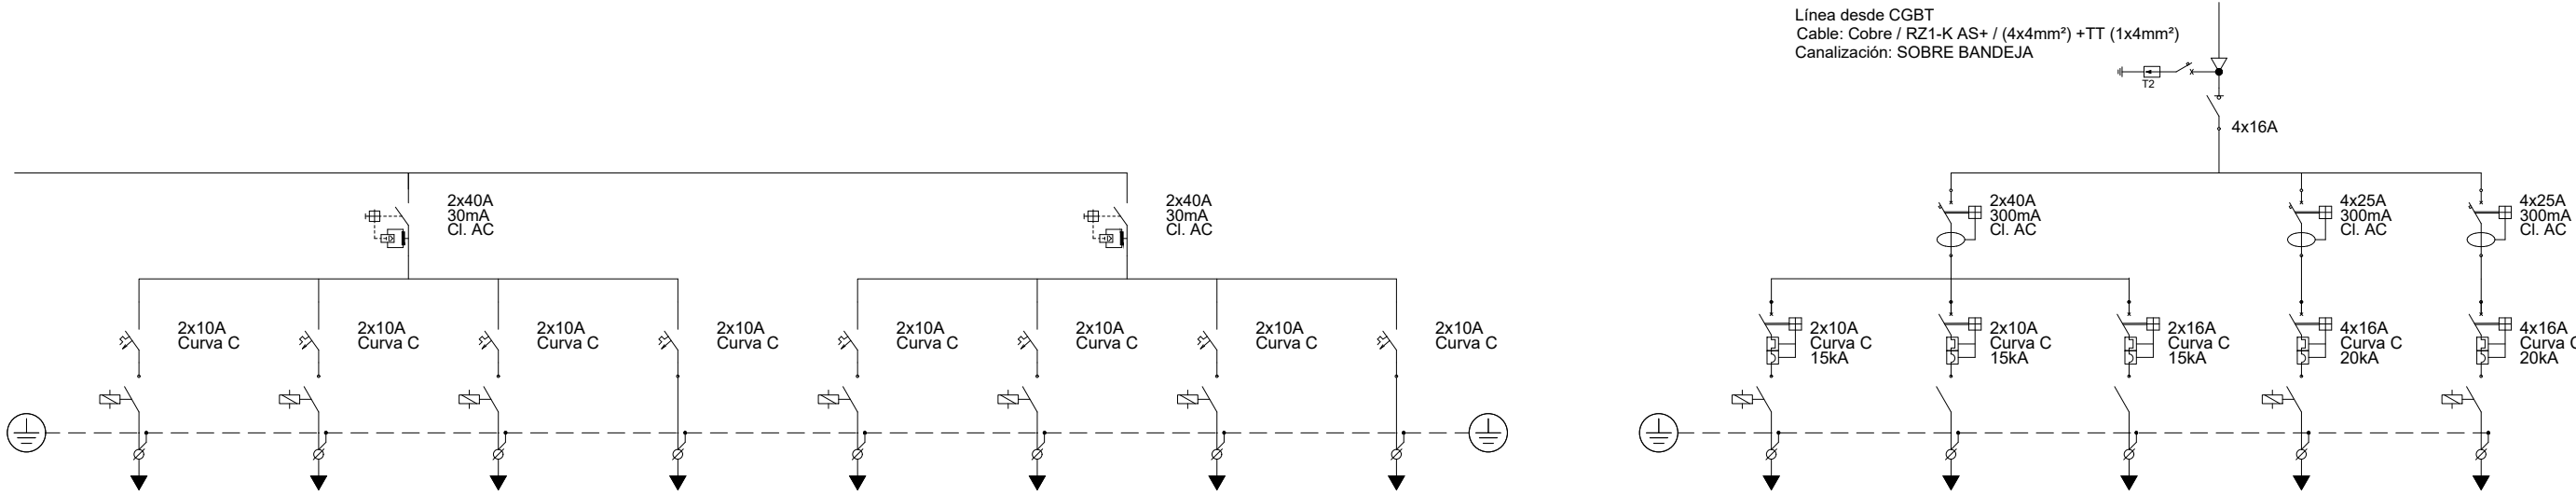 Línea desde CGBT
Cable: Cobre / RZ1-K AS+ / (4x4mm²) +TT (1x4mm²)
Canalización: SOBRE BANDEJA
T2
4x16A
2x40A
30mA
Cl. AC
2x40A
30mA
Cl. AC
2x40A
300mA
Cl. AC
4x25A
300mA
Cl. AC
4x25A
300mA
Cl. AC
2x10A
Curva C
2x10A
Curva C
2x10A
Curva C
2x10A
Curva C
2x10A
Curva C
2x10A
Curva C
2x10A
Curva C
2x10A
Curva C
2x10A
Curva C
15kA
2x10A
Curva C
15kA
2x16A
Curva C
15kA
4x16A
Curva C
20kA
4x16A
Curva C
20kA